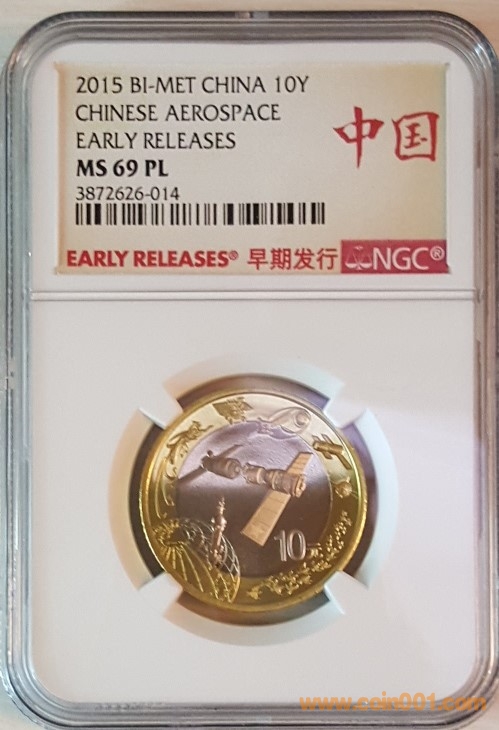 2015 BI-MET CHINA 10Y
CHINESE AEROSPACE
EARLY RELEASES
MS 69 PL
3872626-014
中国
EARLY RELEASES® 早期发行 NGC®
10元
www.coin001.com